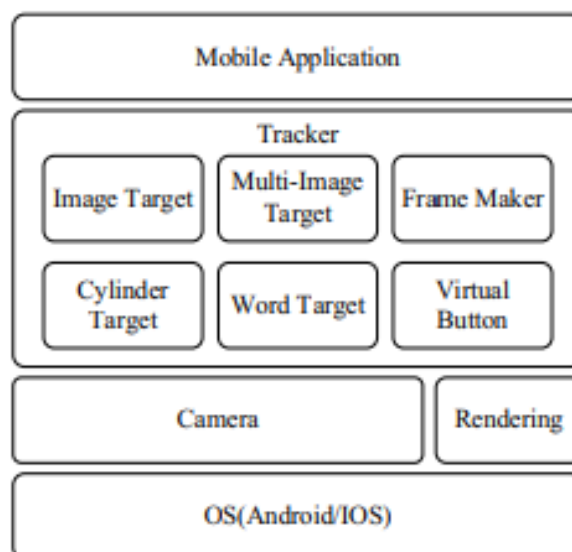 Mobile Application
Tracker
Image Target
Multi-Image
Target
Frame Maker
Cylinder
Target
Word Target
Virtual
Button
Camera
Rendering
OS(Android/IOS)